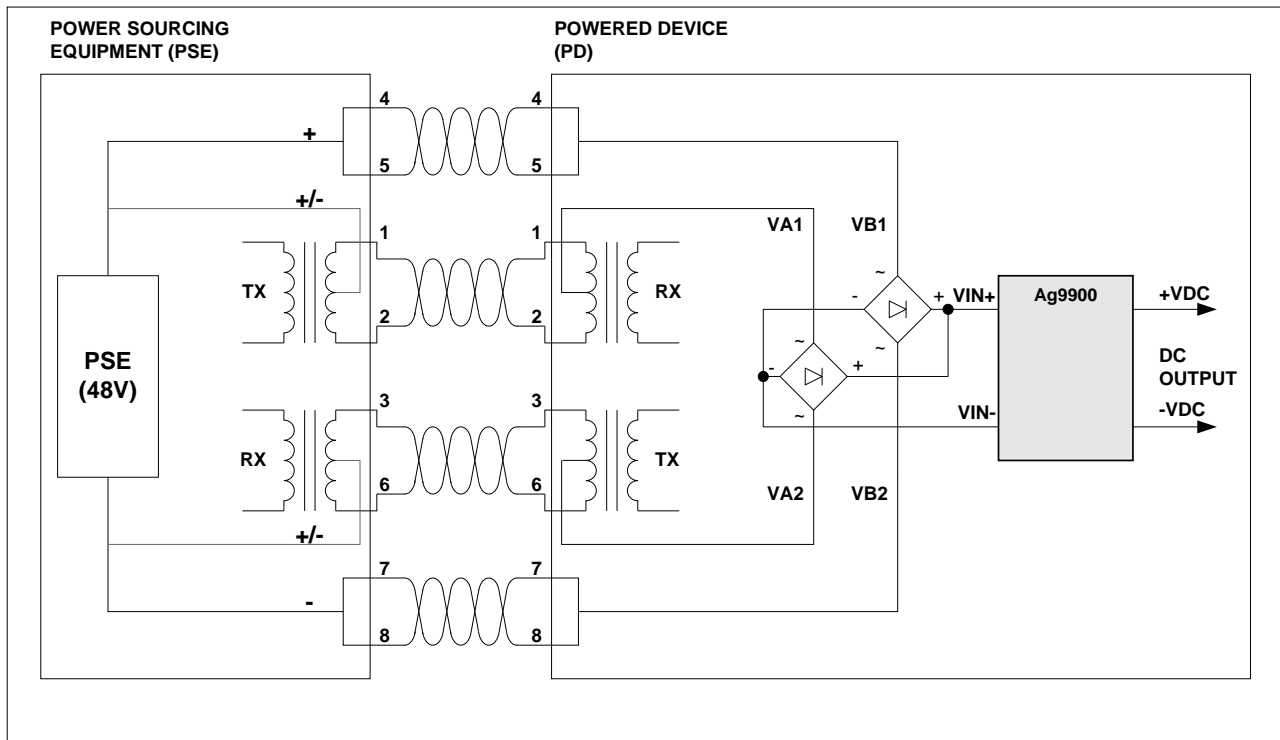 POWER SOURCING
EQUIPMENT (PSE)
POWERED DEVICE
(PD)
4
4
+
5
5
+/-
1
1
VA1
VB1
TX
RX
~
-
+
VIN+
Ag9900
+VDC
2
2
~
~
PSE
(48V)
-
+
DC
OUTPUT
3
3
~
VIN-
-VDC
RX
TX
6
6
VA2
VB2
+/-
7
7
-
8
8